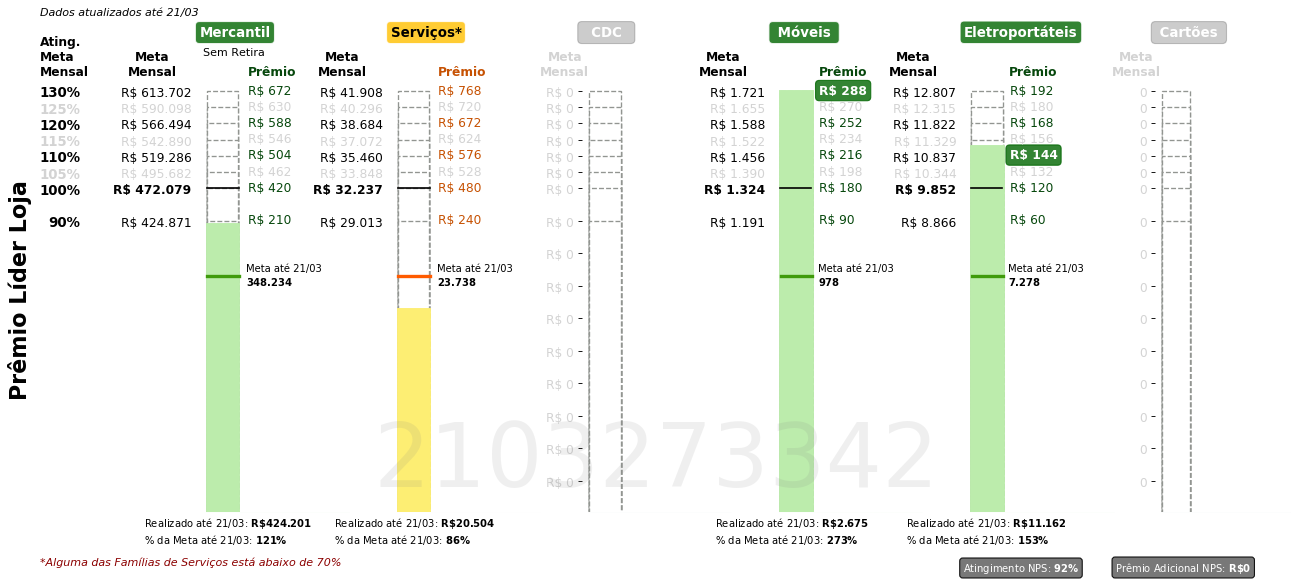 Dados atualizados até 21/03
Mercantil Serviços* CDC Móveis Eletroportáteis Cartões
Sem Retira
Ating. Meta Mensal Meta Mensal Prêmio Meta Mensal Prêmio Meta Mensal Meta Mensal Prêmio Meta Mensal Prêmio Meta Mensal
130% R$ 613.702 R$ 672 R$ 41.908 R$ 768 R$ 0 R$ 1.721 R$ 288 R$ 12.807 R$ 192 0
125% R$ 590.098 R$ 630 R$ 40.296 R$ 720 R$ 0 R$ 1.655 R$ 270 R$ 12.315 R$ 180 0
120% R$ 566.494 R$ 588 R$ 38.684 R$ 672 R$ 0 R$ 1.588 R$ 252 R$ 11.822 R$ 168 0
115% R$ 542.890 R$ 546 R$ 37.072 R$ 624 R$ 0 R$ 1.522 R$ 234 R$ 11.329 R$ 156 0
110% R$ 519.286 R$ 504 R$ 35.460 R$ 576 R$ 0 R$ 1.456 R$ 216 R$ 10.837 R$ 144 0
105% R$ 495.682 R$ 462 R$ 33.848 R$ 528 R$ 0 R$ 1.390 R$ 198 R$ 10.344 R$ 132 0
100% R$ 472.079 R$ 420 R$ 32.237 R$ 480 R$ 0 R$ 1.324 R$ 180 R$ 9.852 R$ 120 0
90% R$ 424.871 R$ 210 R$ 29.013 R$ 240 R$ 0 R$ 1.191 R$ 90 R$ 8.866 R$ 60 0
R$ 0 0
Meta até 21/03 Meta até 21/03 Meta até 21/03 Meta até 21/03
348.234 23.738 R$ 0 978 7.278 0
R$ 0 0
R$ 0 0
R$ 0 0
R$ 0 0
R$ 0 0
R$ 0 0
Prêmio Líder Loja
2103273342
Realizado até 21/03: R$424.201 Realizado até 21/03: R$20.504 Realizado até 21/03: R$2.675 Realizado até 21/03: R$11.162
% da Meta até 21/03: 121% % da Meta até 21/03: 86% % da Meta até 21/03: 273% % da Meta até 21/03: 153%
*Alguma das Famílias de Serviços está abaixo de 70% Atingimento NPS: 92% Prêmio Adicional NPS: R$0